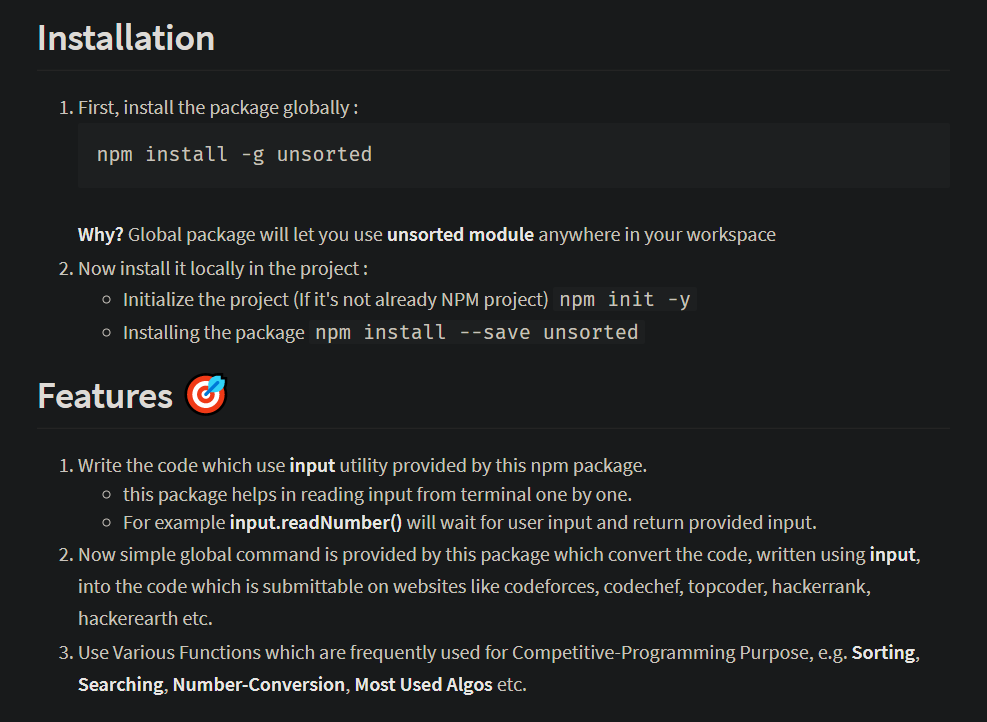 Installation
1. First, install the package globally :
npm install -g unsorted
Why? Global package will let you use unsorted module anywhere in your workspace
2. Now install it locally in the project :
Initialize the project (If it's not already NPM project) npm init -y
Installing the package npm install --save unsorted
Features 🎯
1. Write the code which use input utility provided by this npm package.
this package helps in reading input from terminal one by one.
For example input.readNumber() will wait for user input and return provided input.
2. Now simple global command is provided by this package which convert the code, written using input,
into the code which is submittable on websites like codeforces, codechef, topcoder, hackerrank,
hackerearth etc.
3. Use Various Functions which are frequently used for Competitive-Programming Purpose, e.g. Sorting,
Searching, Number-Conversion, Most Used Algos etc.